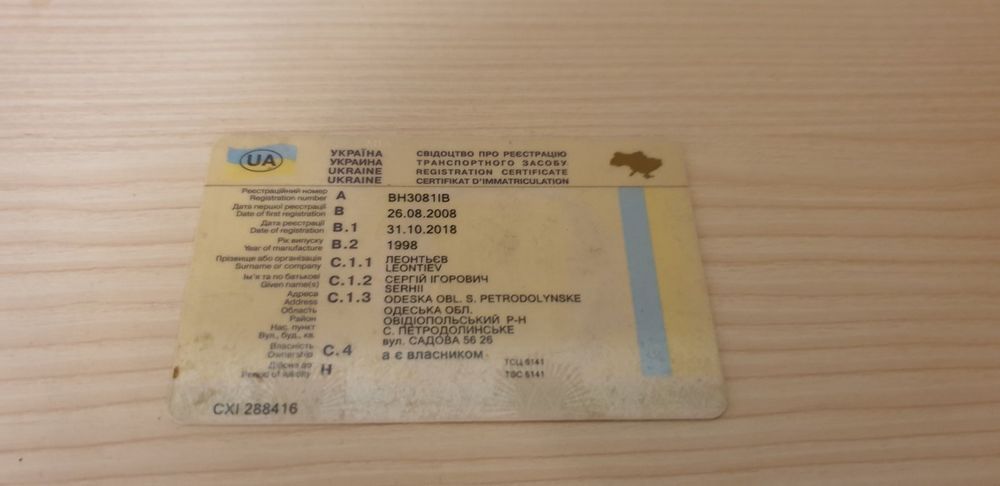 UA
УКРАЇНА СВІДОЦТВО ПРО РЕЄСТРАЦІЮ
УКРАИНА ТРАНСПОРТНОГО ЗАСОБУ
UKRAINE REGISTRATION CERTIFICATE
UKRAINE CERTIFIKAT D'IMMATRICULATION
Реєстраційний номер
Registration number A BH3081IB
Дата першої реєстрації
Date of first registration B 26.08.2008
Дата реєстрації
Date of registration B.1 31.10.2018
Рік випуску
Year of manufacture B.2 1998
Прізвище або організація C.1.1 ЛЕОНТЬЄВ
Surname or company LEONTIEV
Ім'я та по батькові C.1.2 СЕРГІЙ ІГОРОВИЧ
Given name(s) SERHII
Адреса C.1.3 ODESKA OBL. S. PETRODOLYNSKE
Address
Область ОДЕСЬКА ОБЛ.
Район ОВІДІОПОЛЬСЬКИЙ Р-Н
Нас. пункт С. ПЕТРОДОЛИНСЬКЕ
Вул., буд., кв. вул. САДОВА 56 26
Власність C.4 а є власником
Ownership
Дійсна до H ТСЦ 5141
Period of validity TSC 5141
CXI 288416